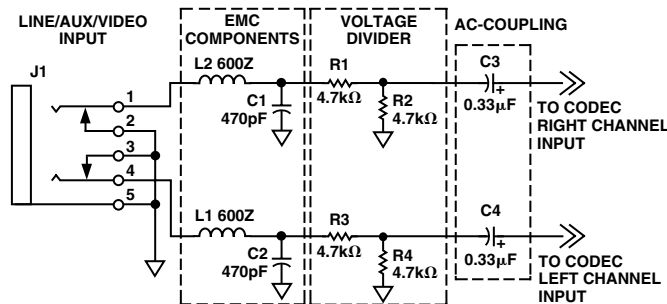 LINE/AUX/VIDEO
INPUT
EMC
COMPONENTS
VOLTAGE
DIVIDER
AC-COUPLING
J1
1
2
3
4
5
L2 600Z
C1
470pF
R1
4.7kΩ
R2
4.7kΩ
C3
+
0.33μF
TO CODEC
RIGHT CHANNEL
INPUT
L1 600Z
C2
470pF
R3
4.7kΩ
R4
4.7kΩ
C4
+
0.33μF
TO CODEC
LEFT CHANNEL
INPUT